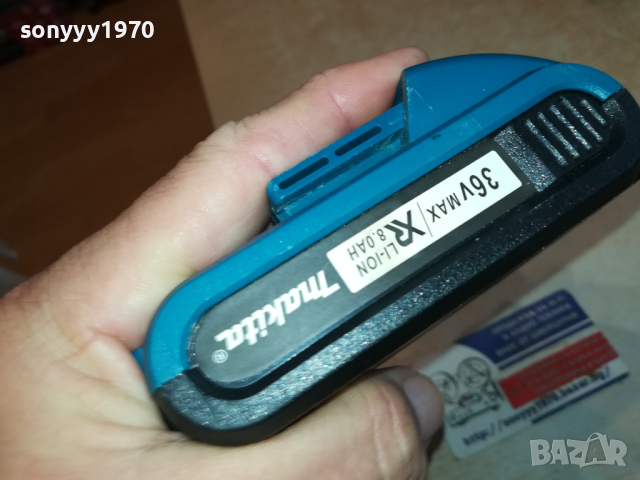 sonyyy1970
36V MAX
XR
LI-ION
8.0AH
makita®
BAZAR